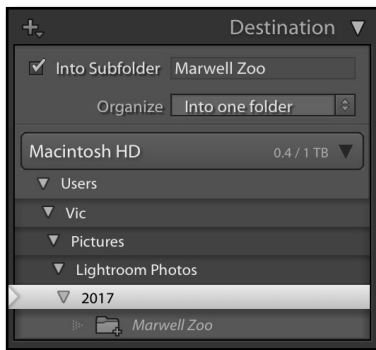 Destination
Into Subfolder Marwell Zoo
Organize Into one folder
Macintosh HD 0.4 / 1 TB
Users
Vic
Pictures
Lightroom Photos
2017
Marwell Zoo